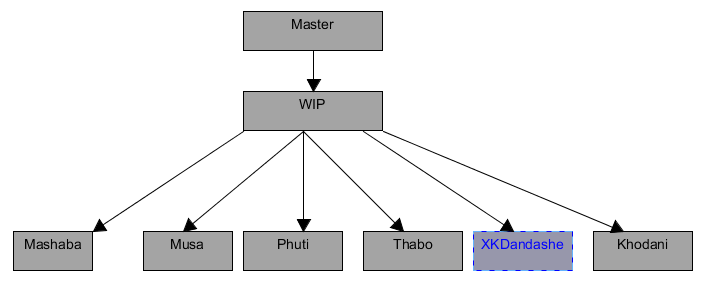 Master
WIP
Mashaba
Musa
Phuti
Thabo
XKDandashe
Khodani